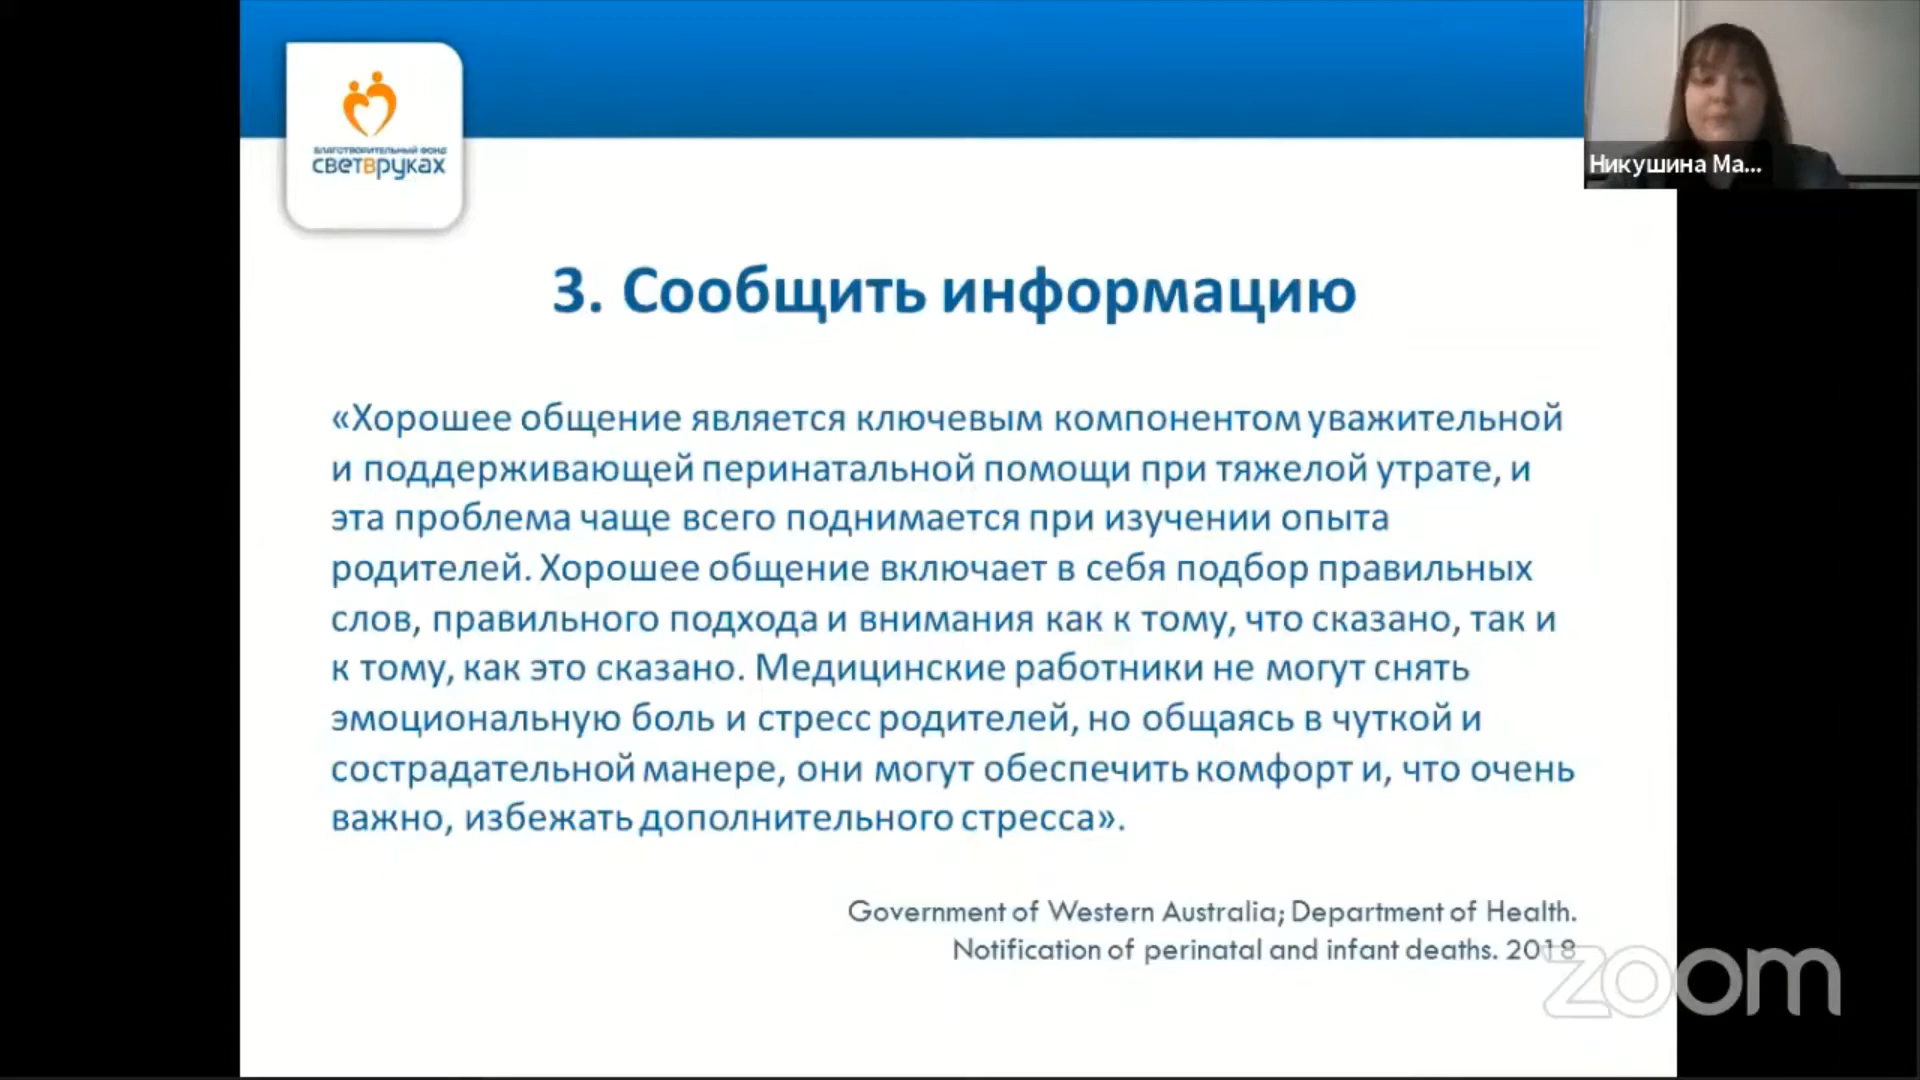 БЛАГОТВОРИТЕЛЬНЫЙ ФОНД
светвруках
Никушина Ма...
3. Сообщить информацию
«Хорошее общение является ключевым компонентом уважительной
и поддерживающей перинатальной помощи при тяжелой утрате, и
эта проблема чаще всего поднимается при изучении опыта
родителей. Хорошее общение включает в себя подбор правильных
слов, правильного подхода и внимания как к тому, что сказано, так и
к тому, как это сказано. Медицинские работники не могут снять
эмоциональную боль и стресс родителей, но общаясь в чуткой и
сострадательной манере, они могут обеспечить комфорт и, что очень
важно, избежать дополнительного стресса».
Government of Western Australia; Department of Health.
Notification of perinatal and infant deaths. 2018
zoom